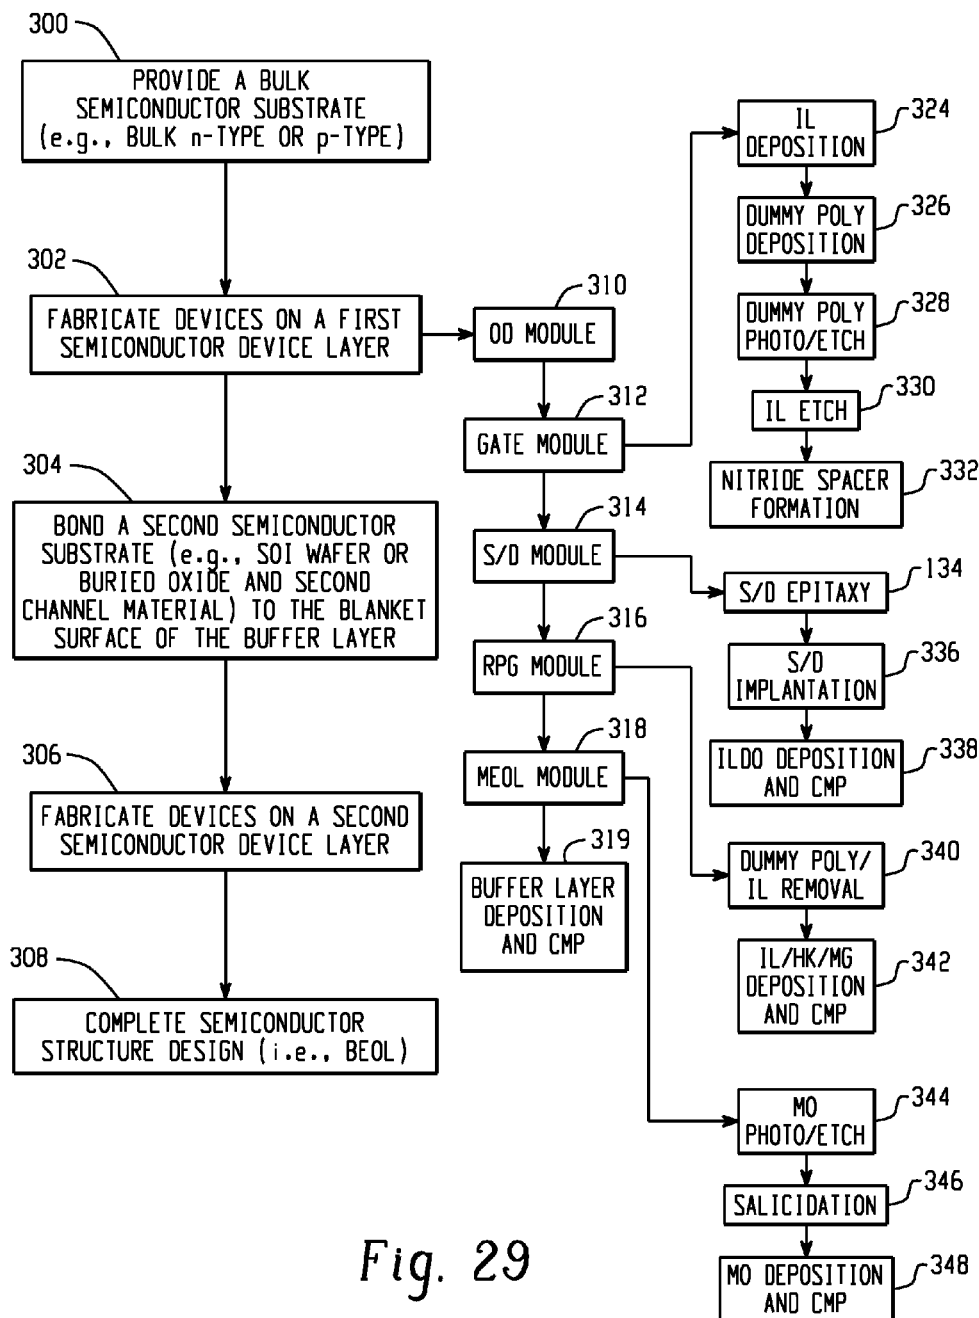 300
PROVIDE A BULK
SEMICONDUCTOR SUBSTRATE
(e.g., BULK n-TYPE OR p-TYPE)
302
FABRICATE DEVICES ON A FIRST
SEMICONDUCTOR DEVICE LAYER
304
BOND A SECOND SEMICONDUCTOR
SUBSTRATE (e.g., SOI WAFER OR
BURIED OXIDE AND SECOND
CHANNEL MATERIAL) TO THE BLANKET
SURFACE OF THE BUFFER LAYER
306
FABRICATE DEVICES ON A SECOND
SEMICONDUCTOR DEVICE LAYER
308
COMPLETE SEMICONDUCTOR
STRUCTURE DESIGN (i.e., BEOL)
310
OD MODULE
312
GATE MODULE
314
S/D MODULE
316
RPG MODULE
318
MEOL MODULE
319
BUFFER LAYER
DEPOSITION
AND CMP
324
IL
DEPOSITION
326
DUMMY POLY
DEPOSITION
328
DUMMY POLY
PHOTO/ETCH
330
IL ETCH
332
NITRIDE SPACER
FORMATION
134
S/D EPITAXY
336
S/D
IMPLANTATION
338
ILD0 DEPOSITION
AND CMP
340
DUMMY POLY/
IL REMOVAL
342
IL/HK/MG
DEPOSITION
AND CMP
344
M0
PHOTO/ETCH
346
SALICIDATION
348
M0 DEPOSITION
AND CMP
Fig. 29